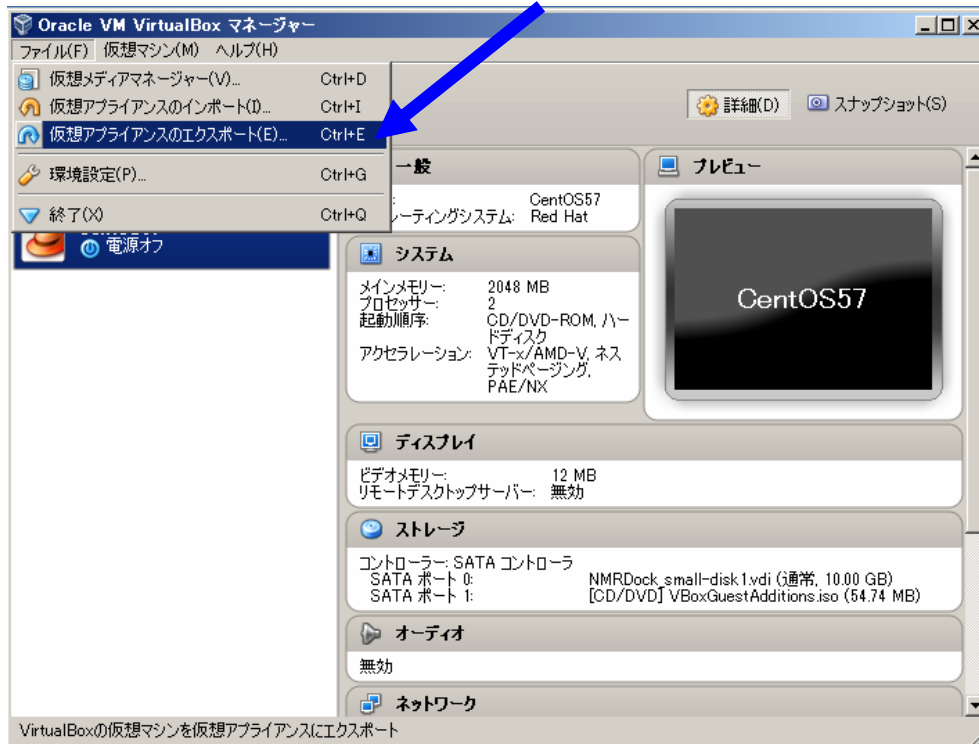 Oracle VM VirtualBox マネージャー
ファイル(F) 仮想マシン(M) ヘルプ(H)
仮想メディアマネージャー(V)... Ctrl+D
仮想アプライアンスのインポート(I)... Ctrl+I
仮想アプライアンスのエクスポート(E)... Ctrl+E
環境設定(P)... Ctrl+G
終了(X) Ctrl+Q
電源オフ
詳細(D) スナップショット(S)
一般
: CentOS57
レーティングシステム: Red Hat
システム
メインメモリー: 2048 MB
プロセッサー: 2
起動順序: CD/DVD-ROM, ハー
ドディスク
アクセラレーション: VT-x/AMD-V, ネス
テッドページング,
PAE/NX
プレビュー
CentOS57
ディスプレイ
ビデオメモリー: 12 MB
リモートデスクトップサーバー: 無効
ストレージ
コントローラー: SATA コントローラ
SATA ポート 0: NMRDock_small-disk1.vdi (通常, 10.00 GB)
SATA ポート 1: [CD/DVD] VBoxGuestAdditions.iso (54.74 MB)
オーディオ
無効
ネットワーク
VirtualBoxの仮想マシンを仮想アプライアンスにエクスポート